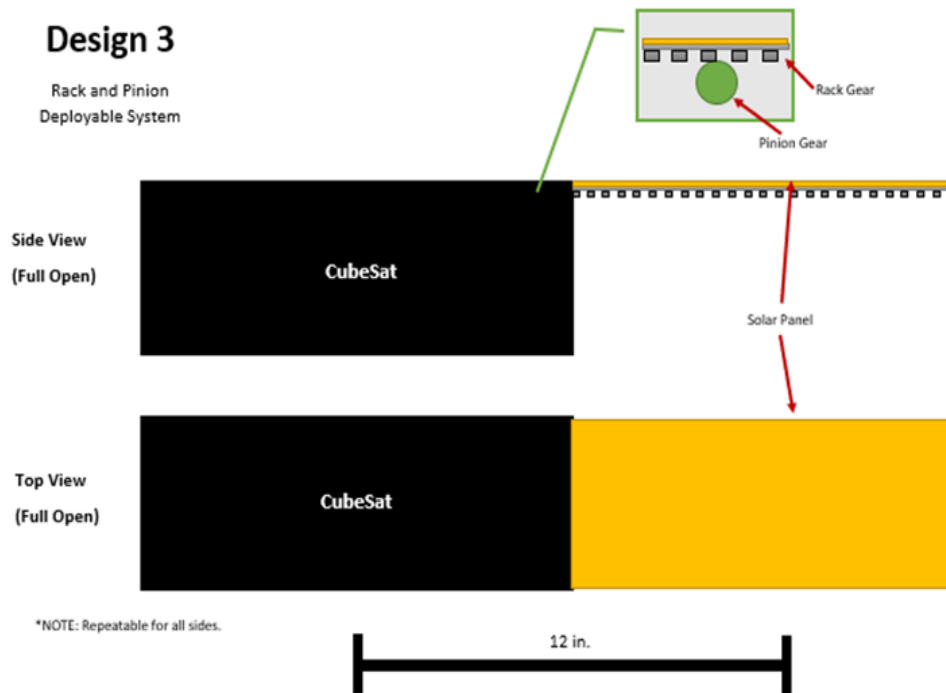 Design 3
Rack and Pinion
Deployable System
Rack Gear
Pinion Gear
Side View
(Full Open)
CubeSat
Solar Panel
Top View
(Full Open)
CubeSat
*NOTE: Repeatable for all sides.
12 in.